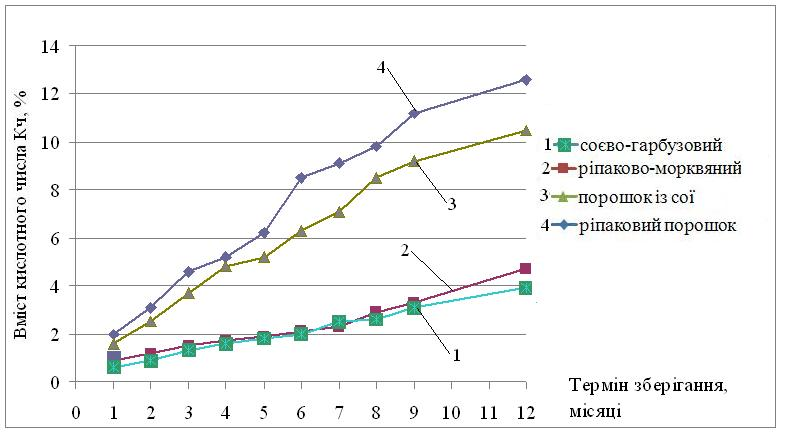 Вміст кислотного числа Кч, %
14
12
10
8
6
4
2
0
0 1 2 3 4 5 6 7 8 9 10 11 12
Термін зберігання,
місяці
4
3
2
1
1 соєво-гарбузовий
2 ріпаково-морквяний
3 порошок із сої
4 ріпаковий порошок